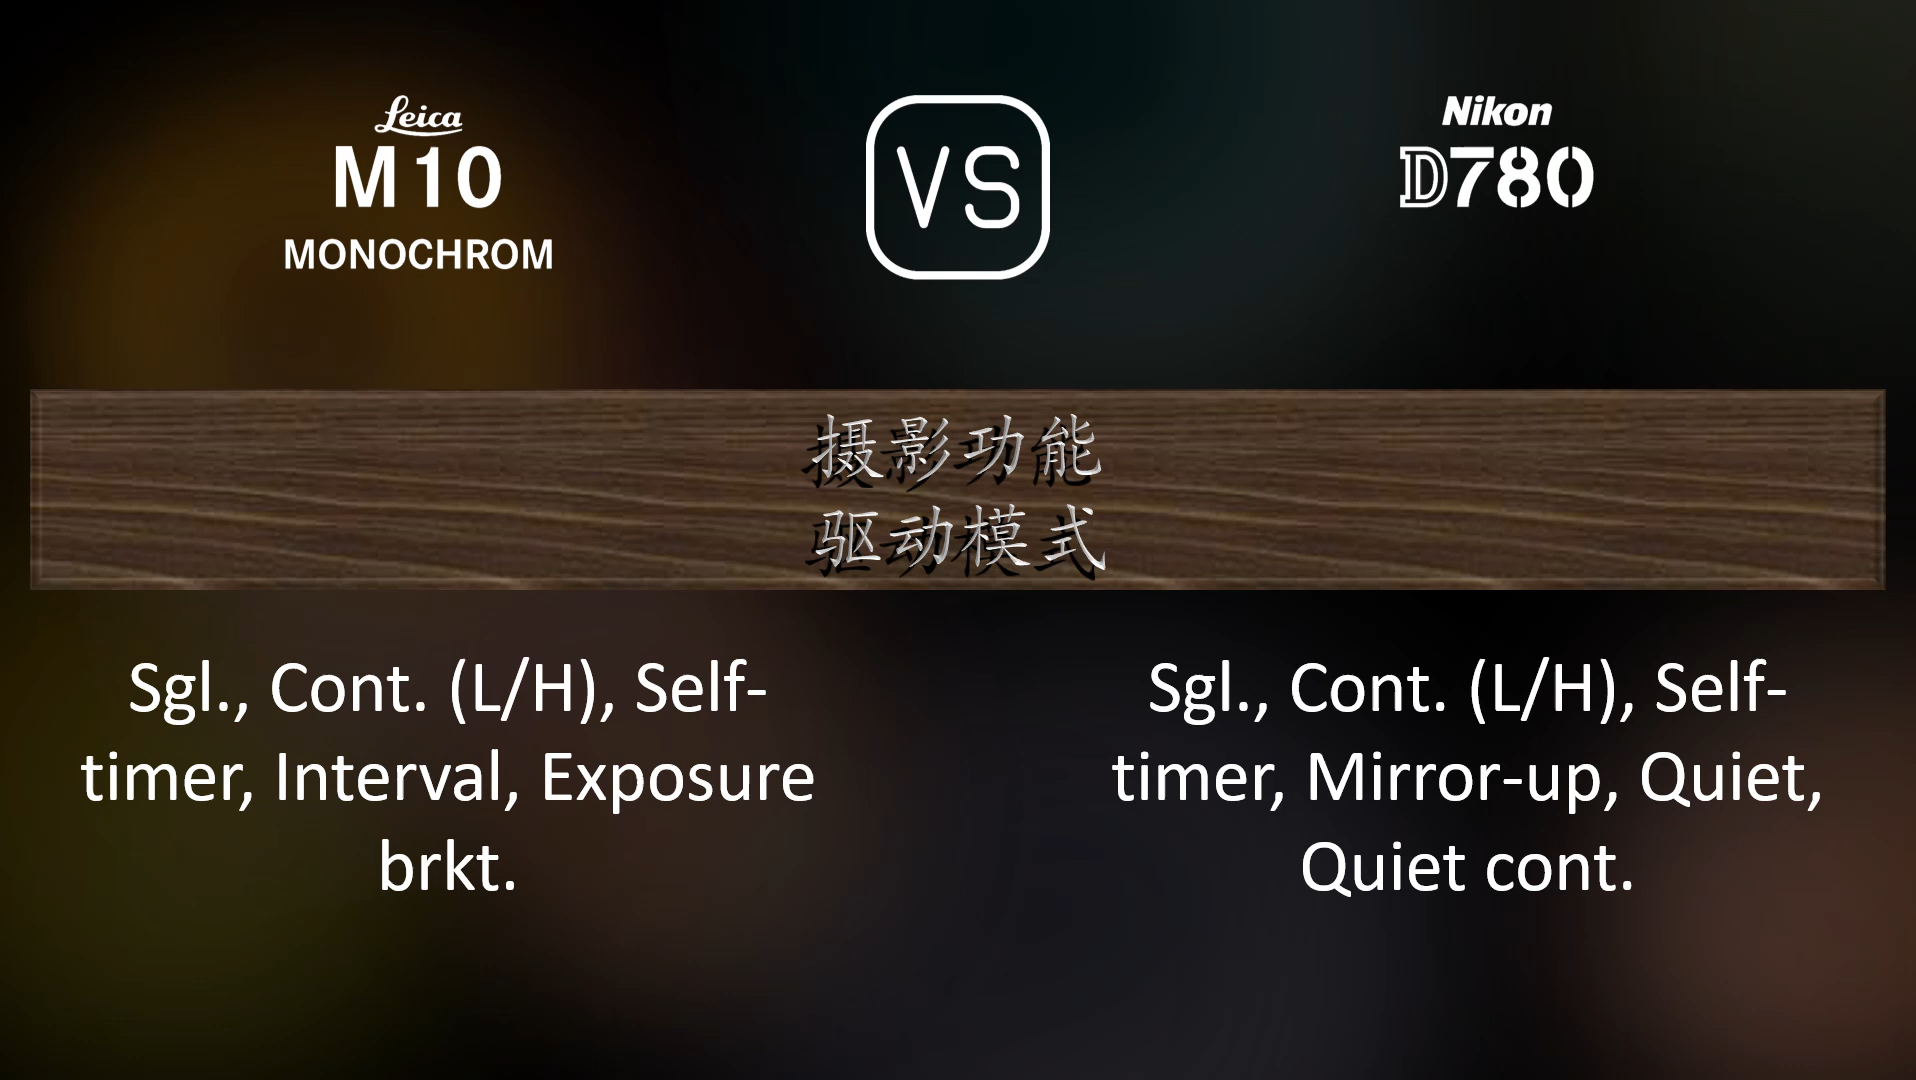 Leica
M10
MONOCHROM
VS
Nikon
D780
摄影功能
驱动模式
Sgl., Cont. (L/H), Self-
timer, Interval, Exposure
brkt.
Sgl., Cont. (L/H), Self-
timer, Mirror-up, Quiet,
Quiet cont.